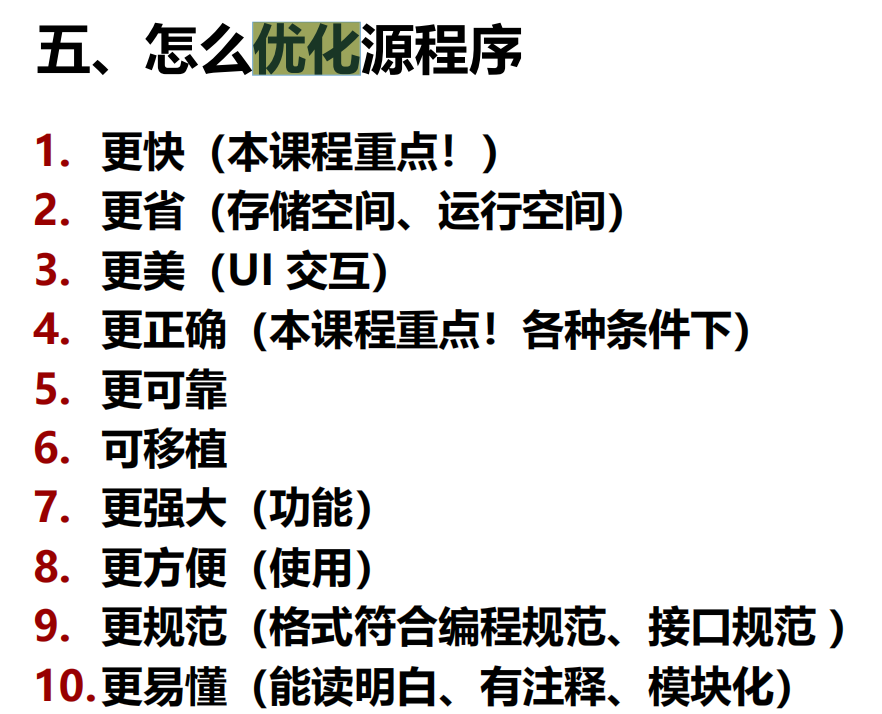 五、怎么优化源程序
1. 更快（本课程重点！）
2. 更省（存储空间、运行空间）
3. 更美（UI 交互）
4. 更正确（本课程重点！各种条件下）
5. 更可靠
6. 可移植
7. 更强大（功能）
8. 更方便（使用）
9. 更规范（格式符合编程规范、接口规范 ）
10. 更易懂（能读明白、有注释、模块化）